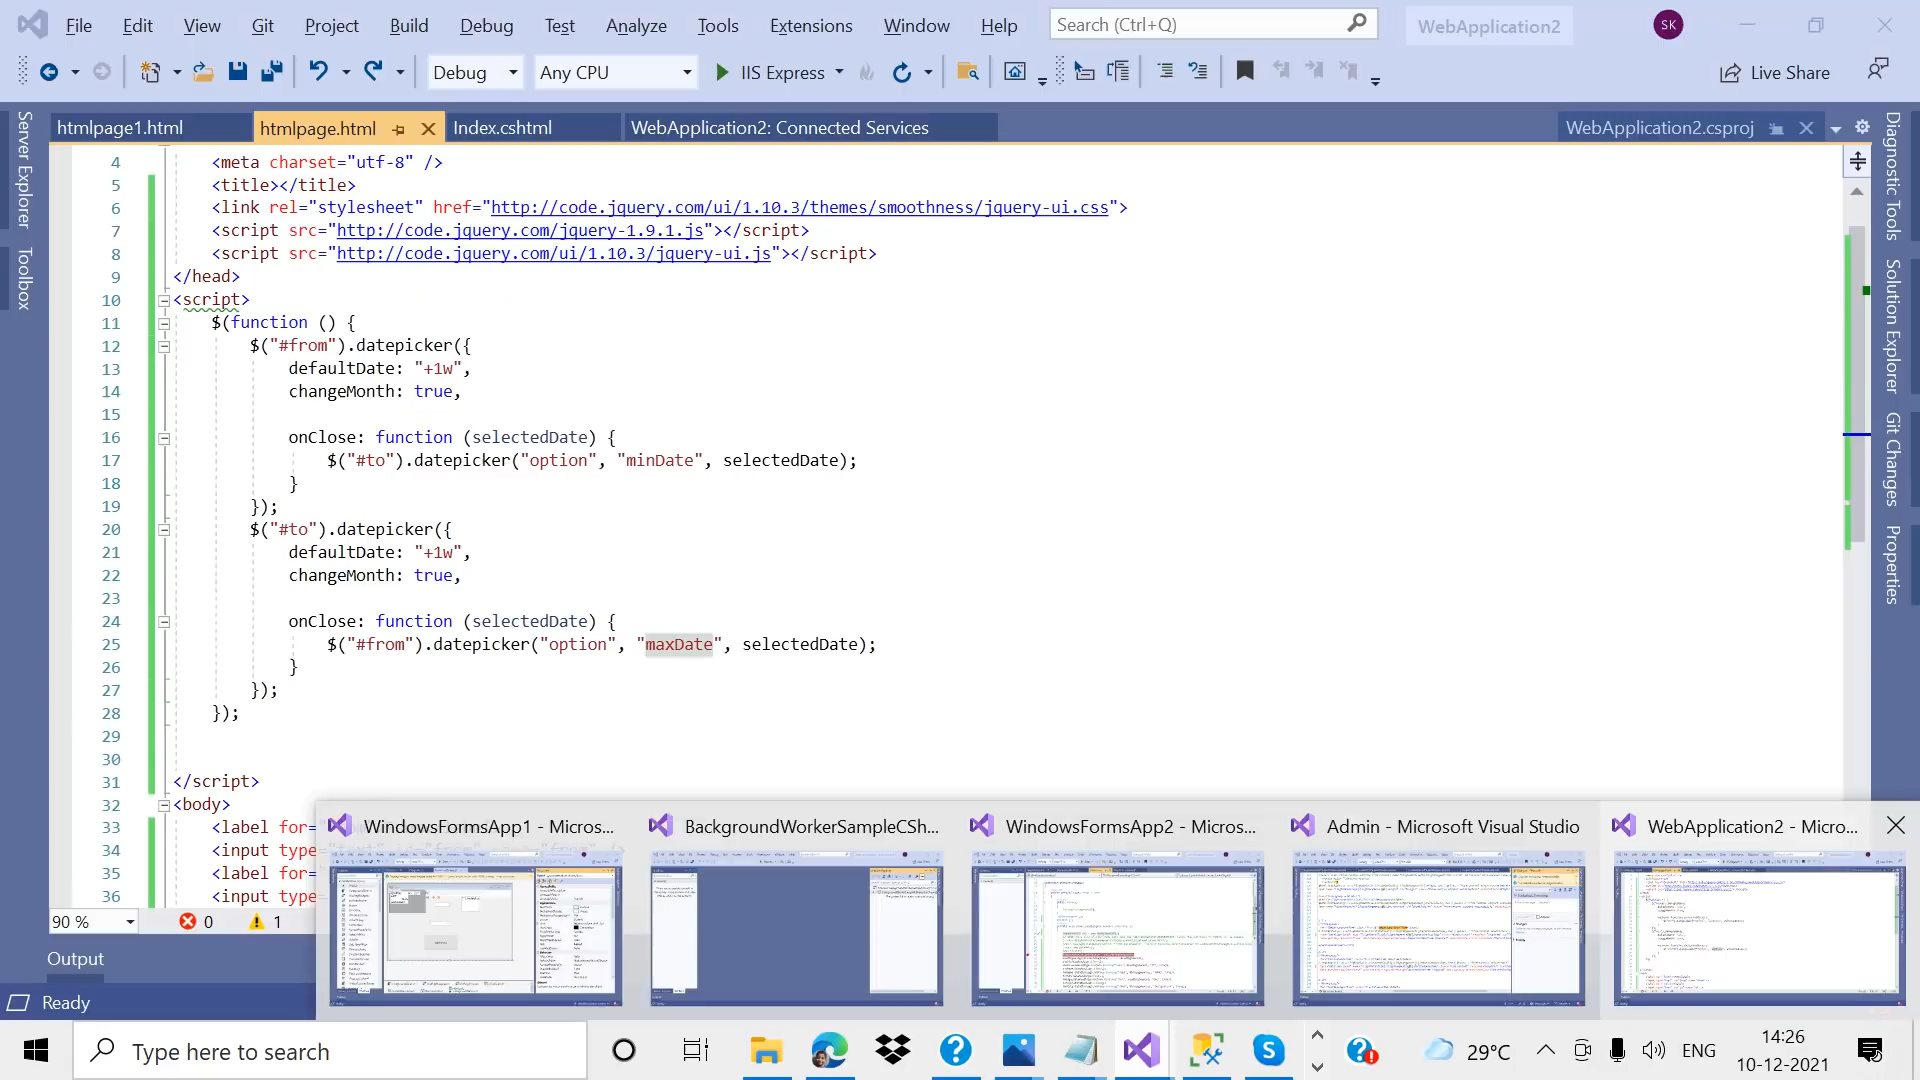 File Edit View Git Project Build Debug Test Analyze Tools Extensions Window Help Search (Ctrl+Q) WebApplication2 SK
Debug Any CPU IIS Express Live Share
htmlpage1.html htmlpage.html Index.cshtml WebApplication2: Connected Services WebApplication2.csproj
Server Explorer
Toolbox
Diagnostic Tools
Solution Explorer
Git Changes
Properties
4 <meta charset="utf-8" />
5 <title></title>
6 <link rel="stylesheet" href="http://code.jquery.com/ui/1.10.3/themes/smoothness/jquery-ui.css">
7 <script src="http://code.jquery.com/jquery-1.9.1.js"></script>
8 <script src="http://code.jquery.com/ui/1.10.3/jquery-ui.js"></script>
9 </head>
10 <script>
11 $(function () {
12 $("#from").datepicker({
13 defaultDate: "+1w",
14 changeMonth: true,
15
16 onClose: function (selectedDate) {
17 $("#to").datepicker("option", "minDate", selectedDate);
18 }
19 });
20 $("#to").datepicker({
21 defaultDate: "+1w",
22 changeMonth: true,
23
24 onClose: function (selectedDate) {
25 $("#from").datepicker("option", "maxDate", selectedDate);
26 }
27 });
28 });
29
30
31 </script>
32 <body>
33 <label for=
34 <input type
35 <label for=
36 <input type
WindowsFormsApp1 - Micros... BackgroundWorkerSampleCSh... WindowsFormsApp2 - Micros... Admin - Microsoft Visual Studio WebApplication2 - Micro...
90 % 0 1
Output
Ready
Type here to search
29°C ENG 14:26
10-12-2021